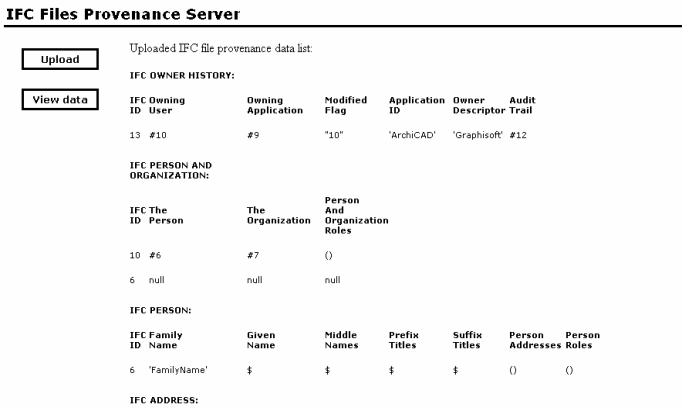 IFC Files Provenance Server
Upload
View data
Uploaded IFC file provenance data list:
IFC OWNER HISTORY:
IFC Owning Owning Modified Application Owner Audit
ID User Application Flag ID Descriptor Trail
13 #10 #9 "10" 'ArchiCAD' 'Graphisoft' #12
IFC PERSON AND
ORGANIZATION:
Person
IFC The The And
ID Person Organization Organization
Roles
10 #6 #7 ()
6 null null null
IFC PERSON:
IFC Family Given Middle Prefix Suffix Person Person
ID Name Name Names Titles Titles Addresses Roles
6 'FamilyName' $ $ $ $ () ()
IFC ADDRESS: